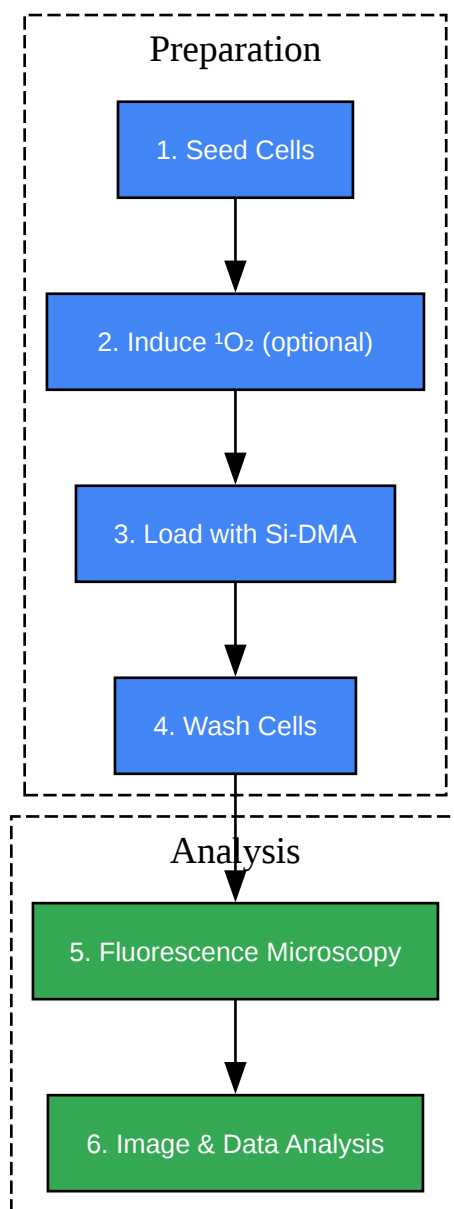 Preparation
1. Seed Cells
2. Induce ¹O₂ (optional)
3. Load with Si-DMA
4. Wash Cells
Analysis
5. Fluorescence Microscopy
6. Image & Data Analysis